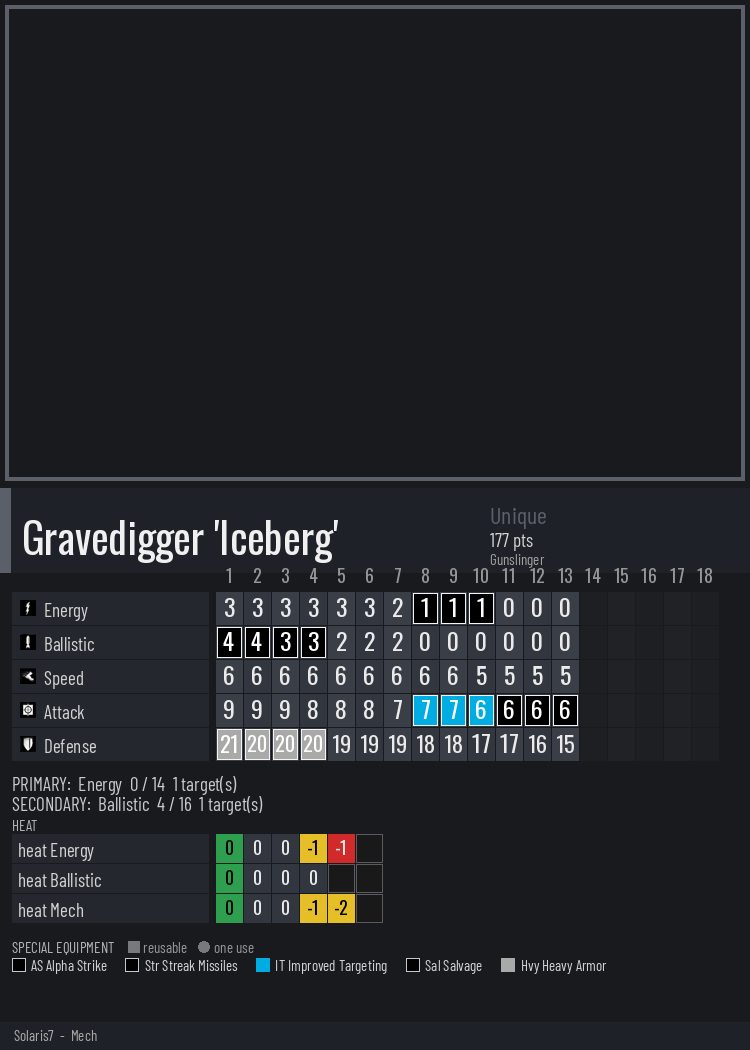 Gravedigger 'Iceberg'
Unique
177 pts
Gunslinger
1 2 3 4 5 6 7 8 9 10 11 12 13 14 15 16 17 18
Energy 3 3 3 3 3 3 2 1 1 1 0 0 0
Ballistic 4 4 3 3 2 2 2 0 0 0 0 0 0
Speed 6 6 6 6 6 6 6 6 6 5 5 5 5
Attack 9 9 9 8 8 8 7 7 7 6 6 6 6
Defense 21 20 20 20 19 19 19 18 18 17 17 16 15
PRIMARY: Energy 0 / 14 1 target(s)
SECONDARY: Ballistic 4 / 16 1 target(s)
HEAT
heat Energy 0 0 0 -1 -1
heat Ballistic 0 0 0 0
heat Mech 0 0 0 -1 -2
SPECIAL EQUIPMENT reusable one use
AS Alpha Strike Str Streak Missiles IT Improved Targeting Sal Salvage Hvy Heavy Armor
Solaris7 - Mech